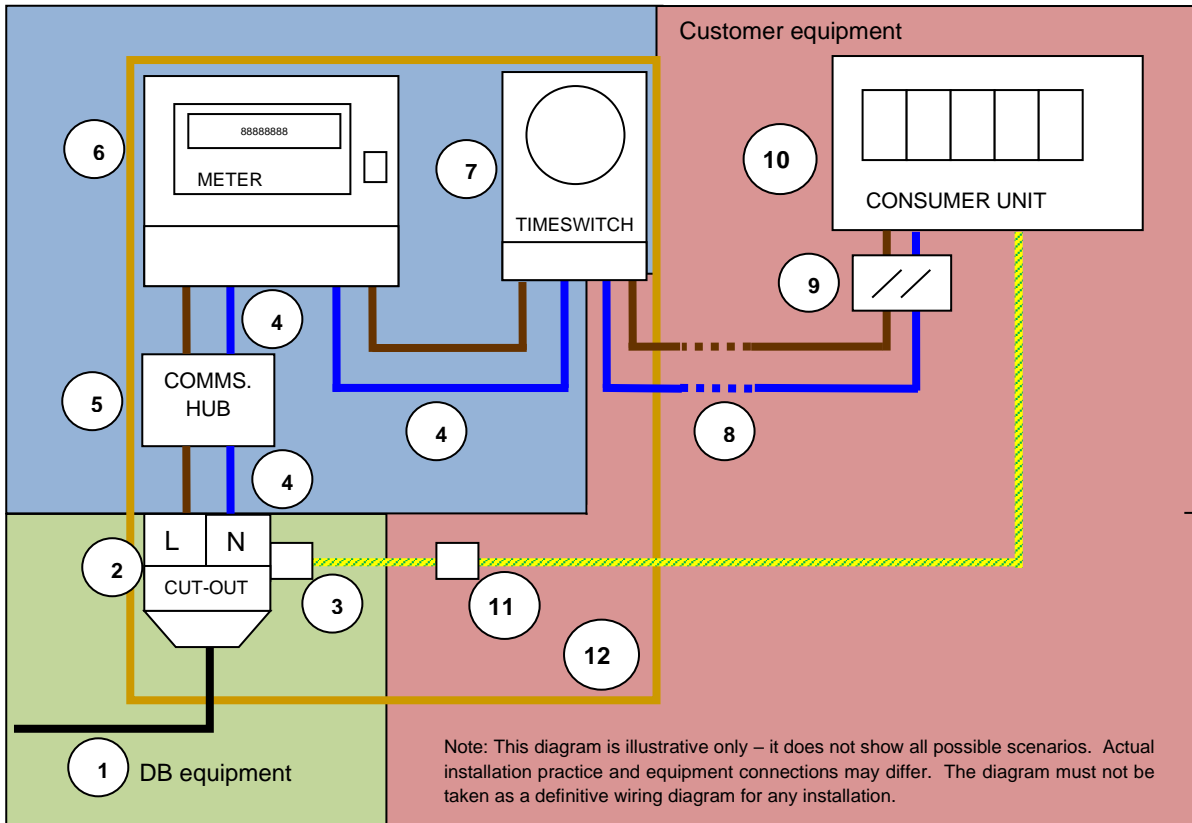 Customer equipment
88888888
METER
6
7
TIMESWITCH
10
CONSUMER UNIT
9
4
COMMS.
HUB
5
4
8
4
L
N
2
CUT-OUT
3
11
12
1
DB equipment
Note: This diagram is illustrative only – it does not show all possible scenarios. Actual
installation practice and equipment connections may differ. The diagram must not be
taken as a definitive wiring diagram for any installation.